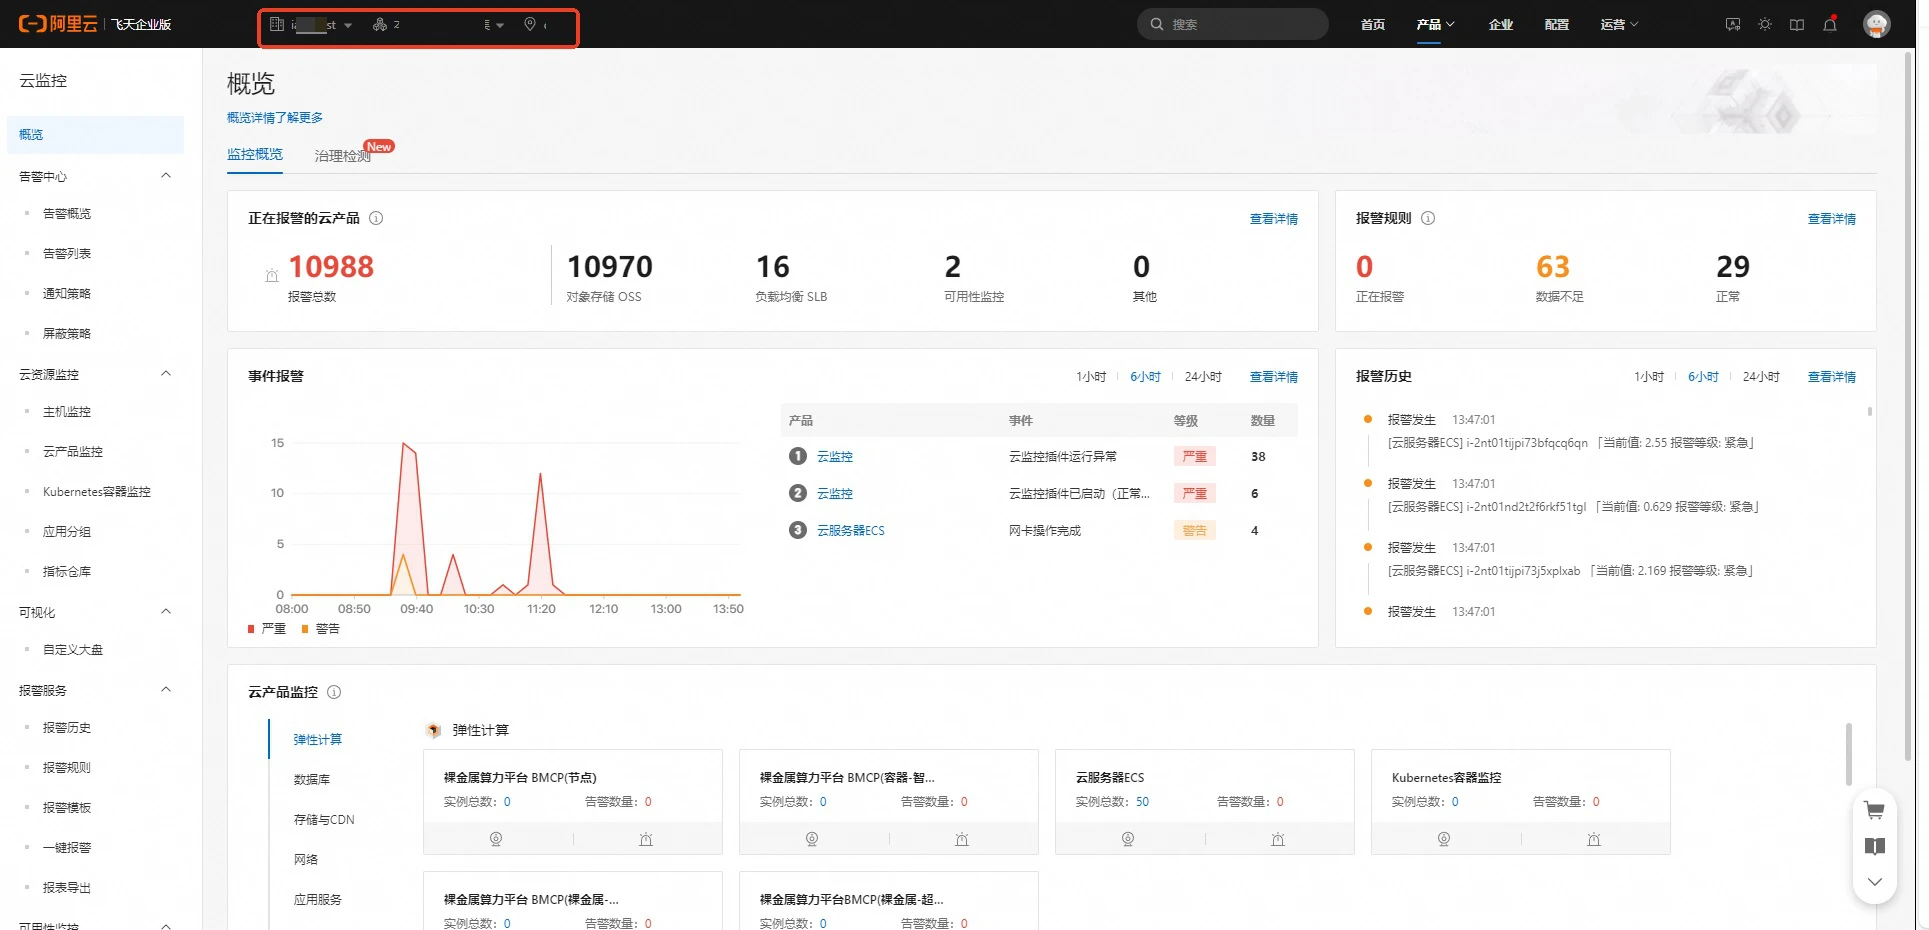 阿里云 飞天企业版
搜索
首页
产品
企业
配置
运营
云监控
概览
告警中心
告警概览
告警列表
通知策略
屏蔽策略
云资源监控
主机监控
云产品监控
Kubernetes容器监控
应用分组
指标仓库
可视化
自定义大盘
报警服务
报警历史
报警规则
报警模板
一键报警
报表导出
可用性监控
概览
概览详情了解更多
监控概览
治理检测 New
正在报警的云产品
查看详情
10988
报警总数
10970
对象存储 OSS
16
负载均衡 SLB
2
可用性监控
0
其他
报警规则
查看详情
0
正在报警
63
数据不足
29
正常
事件报警
1小时 6小时 24小时 查看详情
15
10
5
0
08:00 08:50 09:40 10:30 11:20 12:10 13:00 13:50
严重 警告
产品 事件 等级 数量
1 云监控 云监控插件运行异常 严重 38
2 云监控 云监控插件已启动（正常... 严重 6
3 云服务器ECS 网卡操作完成 警告 4
报警历史
1小时 6小时 24小时 查看详情
报警发生 13:47:01
[云服务器ECS] i-2nt01tijpi73bfqcq6qn 「当前值: 2.55 报警等级: 紧急」
报警发生 13:47:01
[云服务器ECS] i-2nt01nd2t2f6rkf51tgl 「当前值: 0.629 报警等级: 紧急」
报警发生 13:47:01
[云服务器ECS] i-2nt01tijpi73j5xplxab 「当前值: 2.169 报警等级: 紧急」
报警发生 13:47:01
云产品监控
弹性计算
数据库
存储与CDN
网络
应用服务
弹性计算
裸金属算力平台 BMCP(节点)
实例总数: 0 告警数量: 0
裸金属算力平台 BMCP(容器-智...
实例总数: 0 告警数量: 0
云服务器ECS
实例总数: 50 告警数量: 0
Kubernetes容器监控
实例总数: 0 告警数量: 0
裸金属算力平台 BMCP(裸金属-...
实例总数: 0 告警数量: 0
裸金属算力平台BMCP(裸金属-超...
实例总数: 0 告警数量: 0